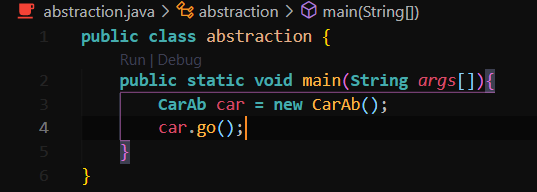 abstraction.java > abstraction > main(String[])
1 public class abstraction {
Run | Debug
2 public static void main(String args[]){
3 CarAb car = new CarAb();
4 car.go();
5 }
6 }